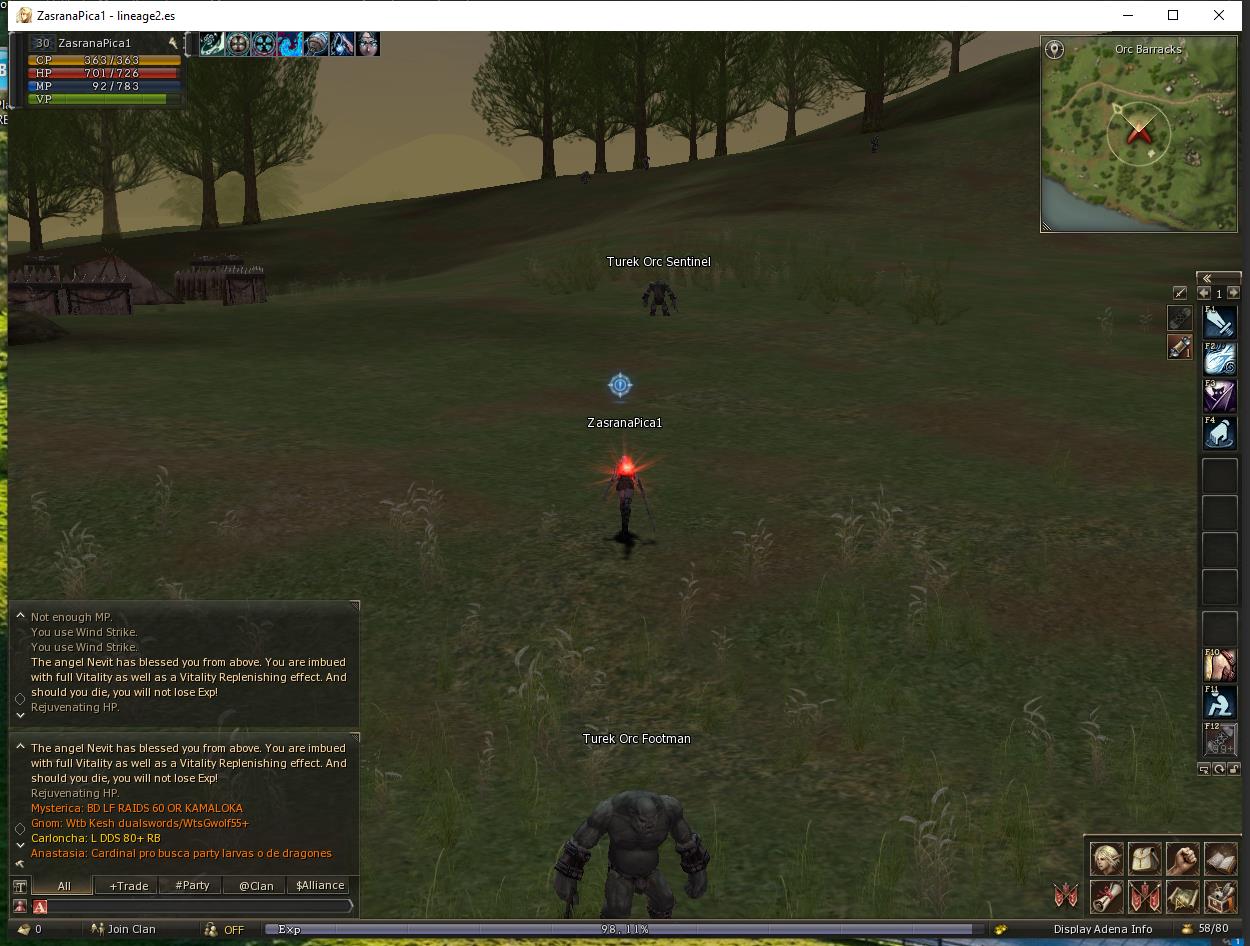 ZasranaPica1 - lineage2.es
30 ZasranaPica1
CP 363/363
HP 701/726
MP 92/783
VP
Orc Barracks
Turek Orc Sentinel
ZasranaPica1
1
F1
F2
F3
F4
F10
F11
F12
99+
Turek Orc Footman
Not enough MP.
You use Wind Strike.
You use Wind Strike.
The angel Nevit has blessed you from above. You are imbued
with full Vitality as well as a Vitality Replenishing effect. And
should you die, you will not lose Exp!
Rejuvenating HP.
The angel Nevit has blessed you from above. You are imbued
with full Vitality as well as a Vitality Replenishing effect. And
should you die, you will not lose Exp!
Rejuvenating HP.
Mysterica: BD LF RAIDS 60 OR KAMALOKA
Gnom: Wtb Kesh dualswords/WtsGwolf55+
Carloncha: L DDS 80+ RB
Anastasia: Cardinal pro busca party larvas o de dragones
All +Trade #Party @Clan $Alliance
A
0 Join Clan OFF Exp 98.11% Display Adena Info 58/80